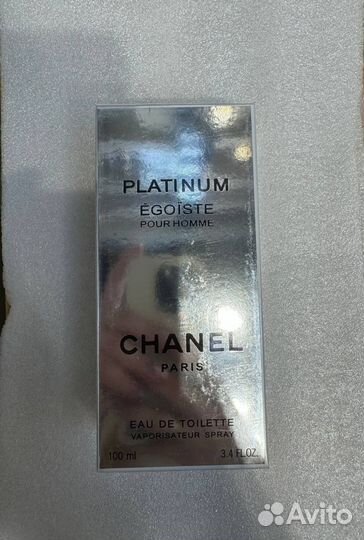 PLATINUM
ÉGOÏSTE
POUR HOMME
CHANEL
PARIS
EAU DE TOILETTE
VAPORISATEUR SPRAY
100 ml 3.4 FL.OZ.
Avito